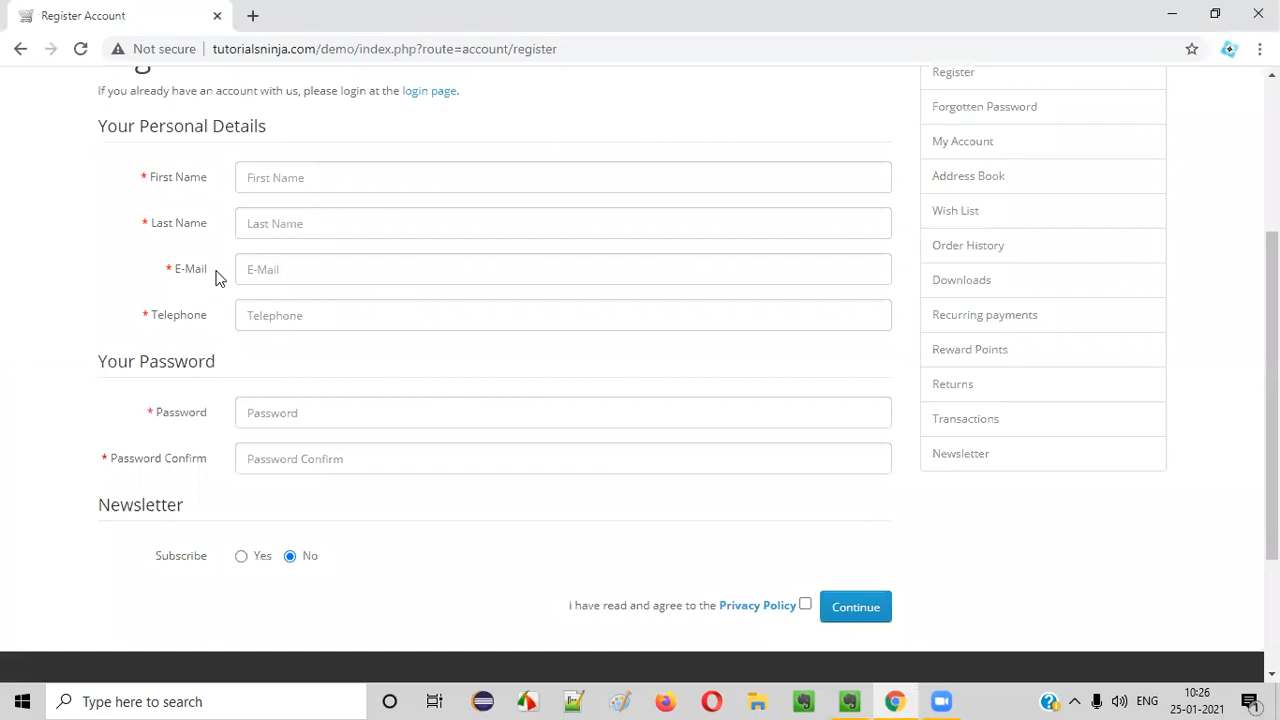 Register Account
Not secure
tutorialsninja.com/demo/index.php?route=account/register
If you already have an account with us, please login at the login page.
Your Personal Details
* First Name
First Name
* Last Name
Last Name
* E-Mail
E-Mail
* Telephone
Telephone
Your Password
* Password
Password
* Password Confirm
Password Confirm
Newsletter
Subscribe
Yes
No
I have read and agree to the Privacy Policy
Continue
Register
Forgotten Password
My Account
Address Book
Wish List
Order History
Downloads
Recurring payments
Reward Points
Returns
Transactions
Newsletter
Type here to search
ENG
10:26
25-01-2021